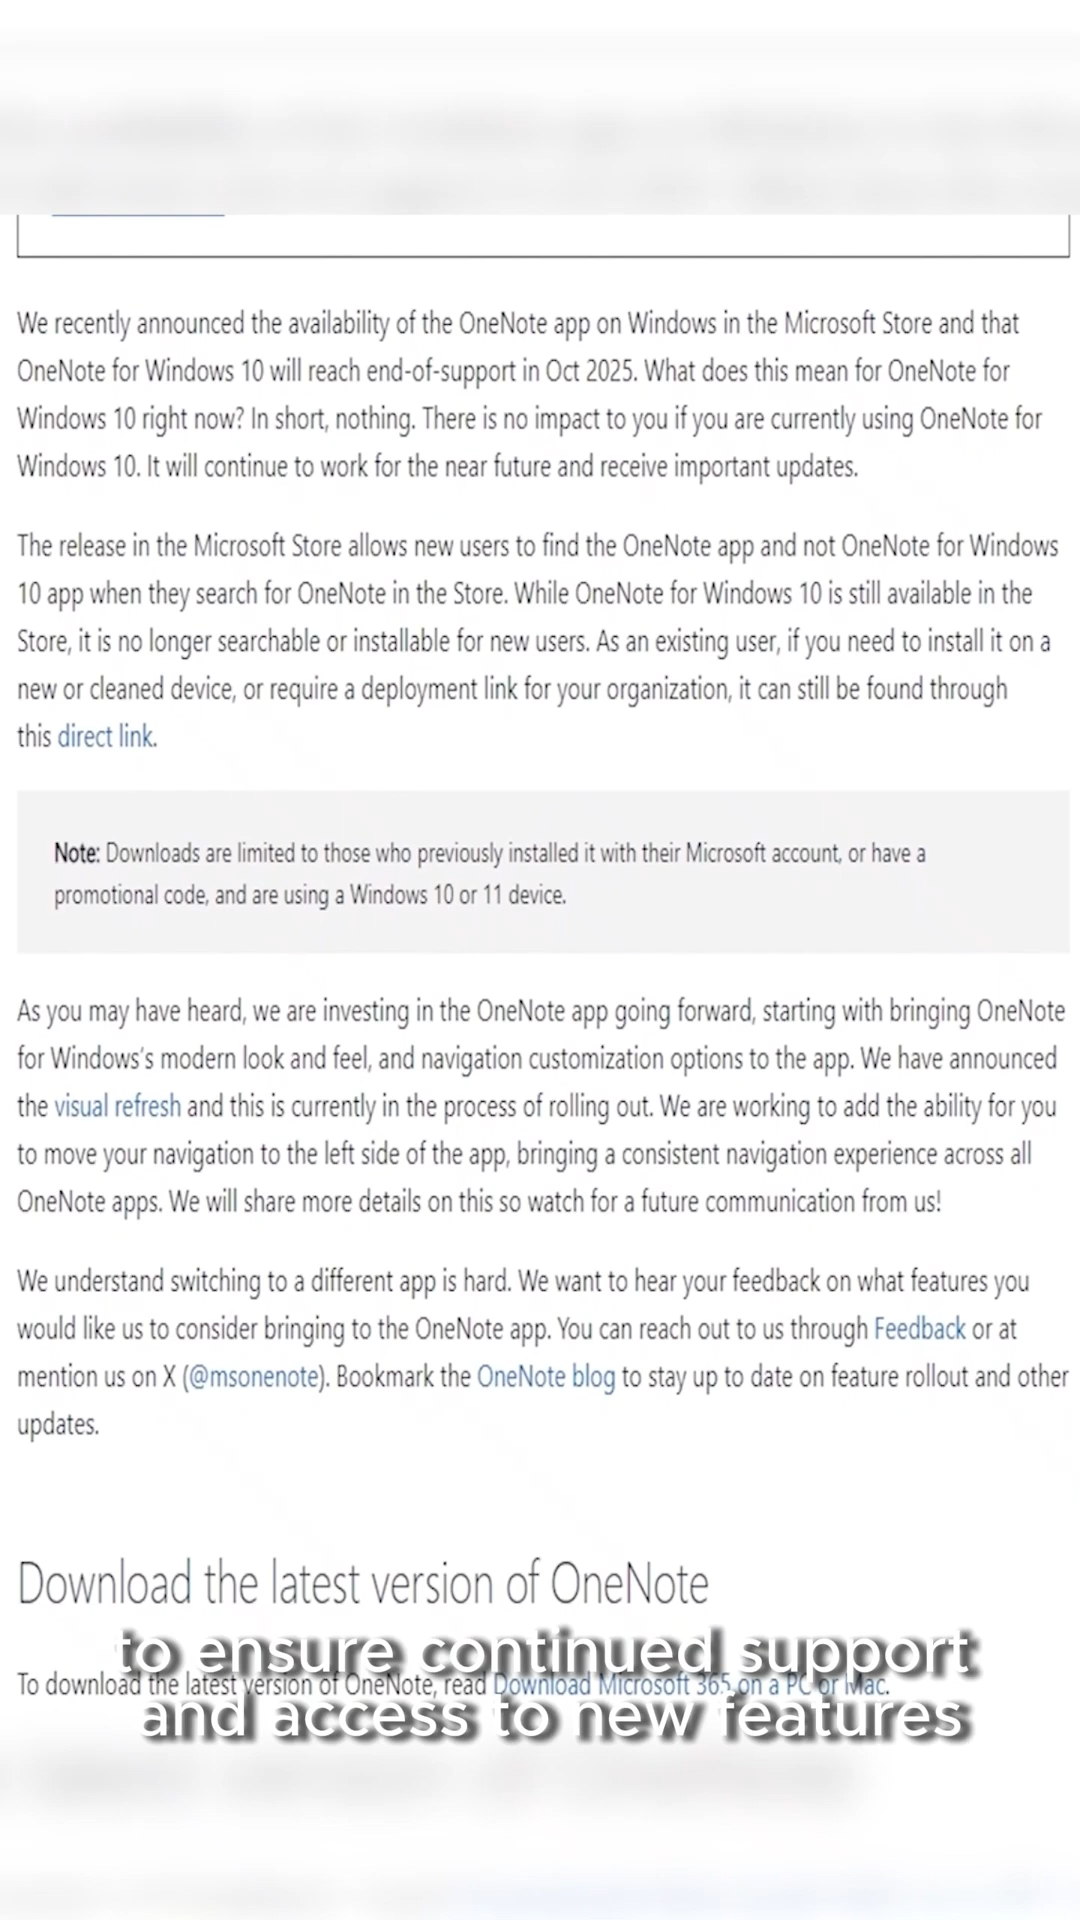 We recently announced the availability of the OneNote app on Windows in the Microsoft Store and that
OneNote for Windows 10 will reach end-of-support in Oct 2025. What does this mean for OneNote for
Windows 10 right now? In short, nothing. There is no impact to you if you are currently using OneNote for
Windows 10. It will continue to work for the near future and receive important updates.
The release in the Microsoft Store allows new users to find the OneNote app and not OneNote for Windows
10 app when they search for OneNote in the Store. While OneNote for Windows 10 is still available in the
Store, it is no longer searchable or installable for new users. As an existing user, if you need to install it on a
new or cleaned device, or require a deployment link for your organization, it can still be found through
this direct link.
Note: Downloads are limited to those who previously installed it with their Microsoft account, or have a
promotional code, and are using a Windows 10 or 11 device.
As you may have heard, we are investing in the OneNote app going forward, starting with bringing OneNote
for Windows's modern look and feel, and navigation customization options to the app. We have announced
the visual refresh and this is currently in the process of rolling out. We are working to add the ability for you
to move your navigation to the left side of the app, bringing a consistent navigation experience across all
OneNote apps. We will share more details on this so watch for a future communication from us!
We understand switching to a different app is hard. We want to hear your feedback on what features you
would like us to consider bringing to the OneNote app. You can reach out to us through Feedback or at
mention us on X (@msonenote). Bookmark the OneNote blog to stay up to date on feature rollout and other
updates.
Download the latest version of OneNote
to ensure continued support
To download the latest version of OneNote, read Download Microsoft 365 on a PC or Mac.
and access to new features